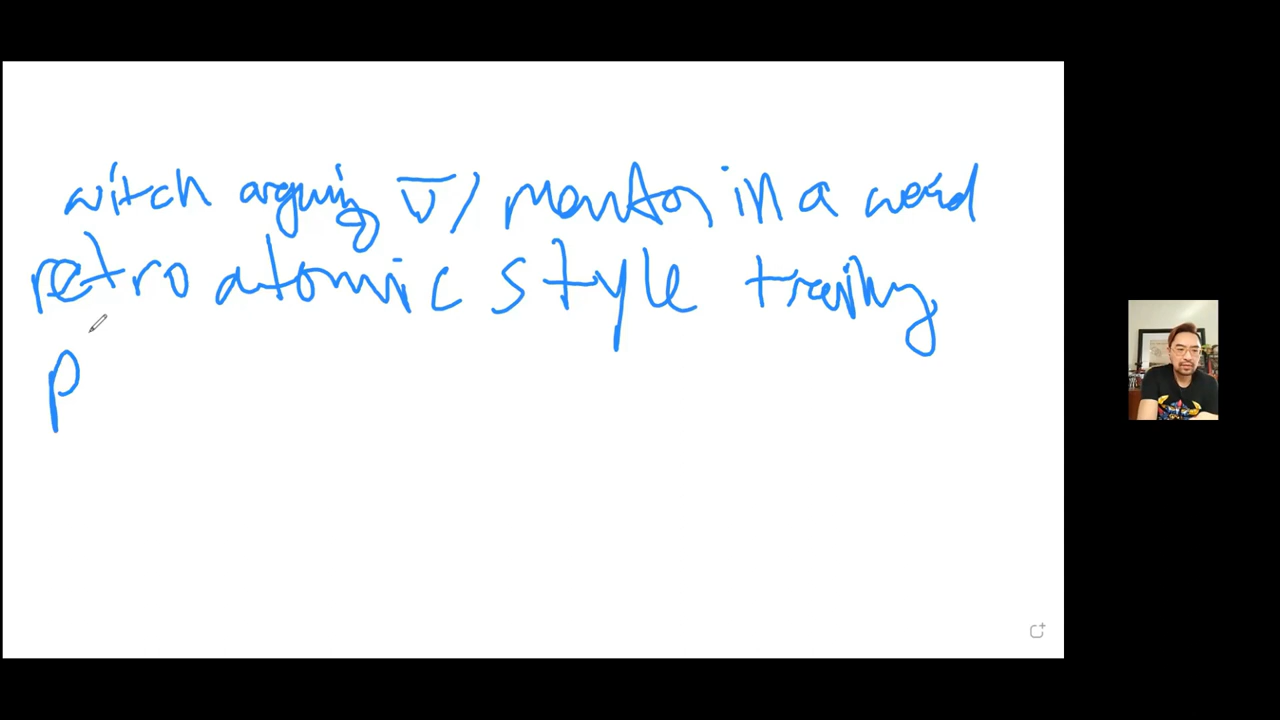 witch arguing w/ mentor in a weird
retro atomic style training
p